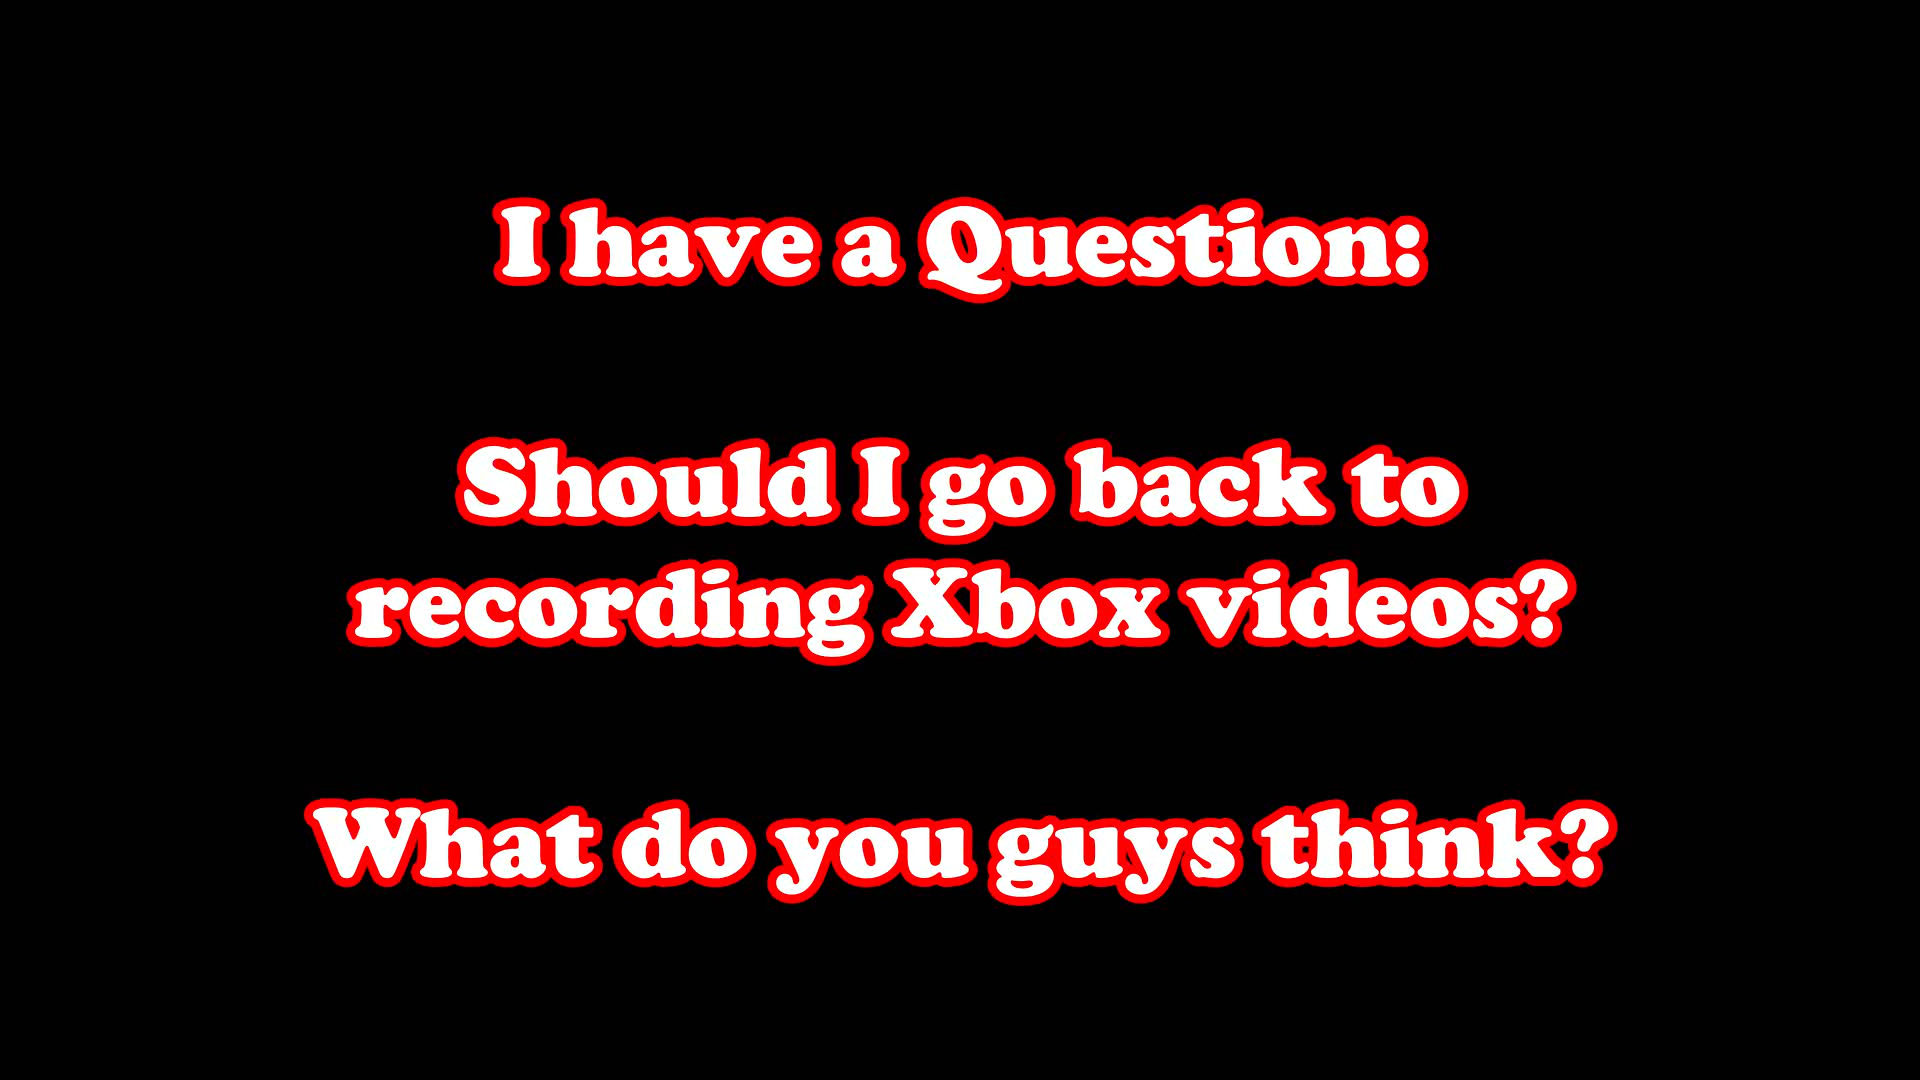 I have a Question:
Should I go back to
recording Xbox videos?
What do you guys think?